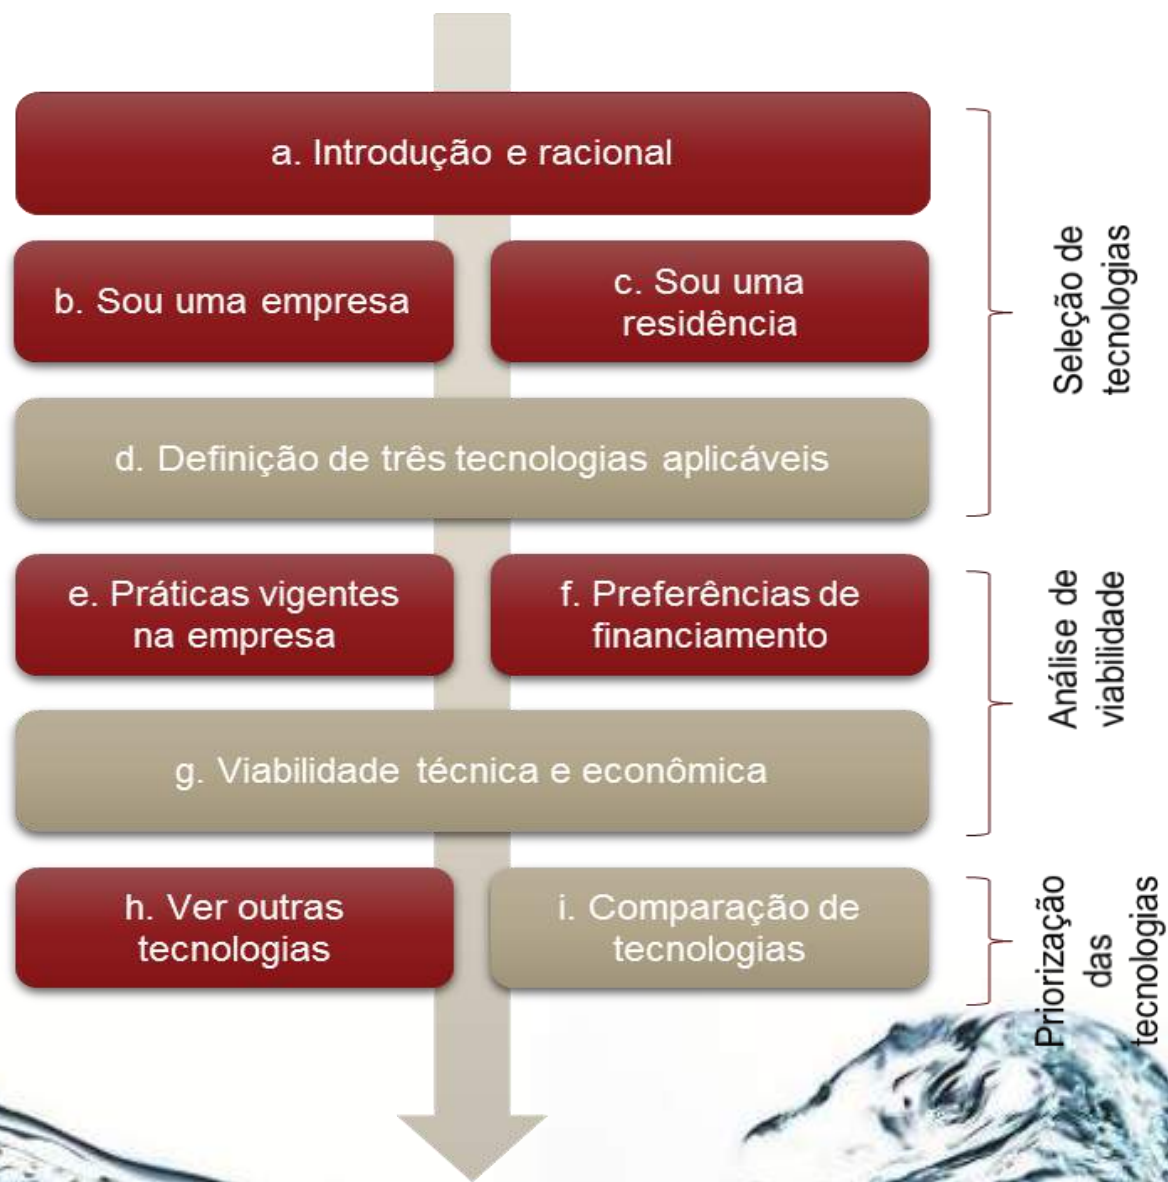 a. Introdução e racional
b. Sou uma empresa
c. Sou uma
residência
d. Definição de três tecnologias aplicáveis
Seleção de
tecnologias
e. Práticas vigentes
na empresa
f. Preferências de
financiamento
g. Viabilidade técnica e econômica
Análise de
viabilidade
h. Ver outras
tecnologias
i. Comparação de
tecnologias
Priorização
das
tecnologias